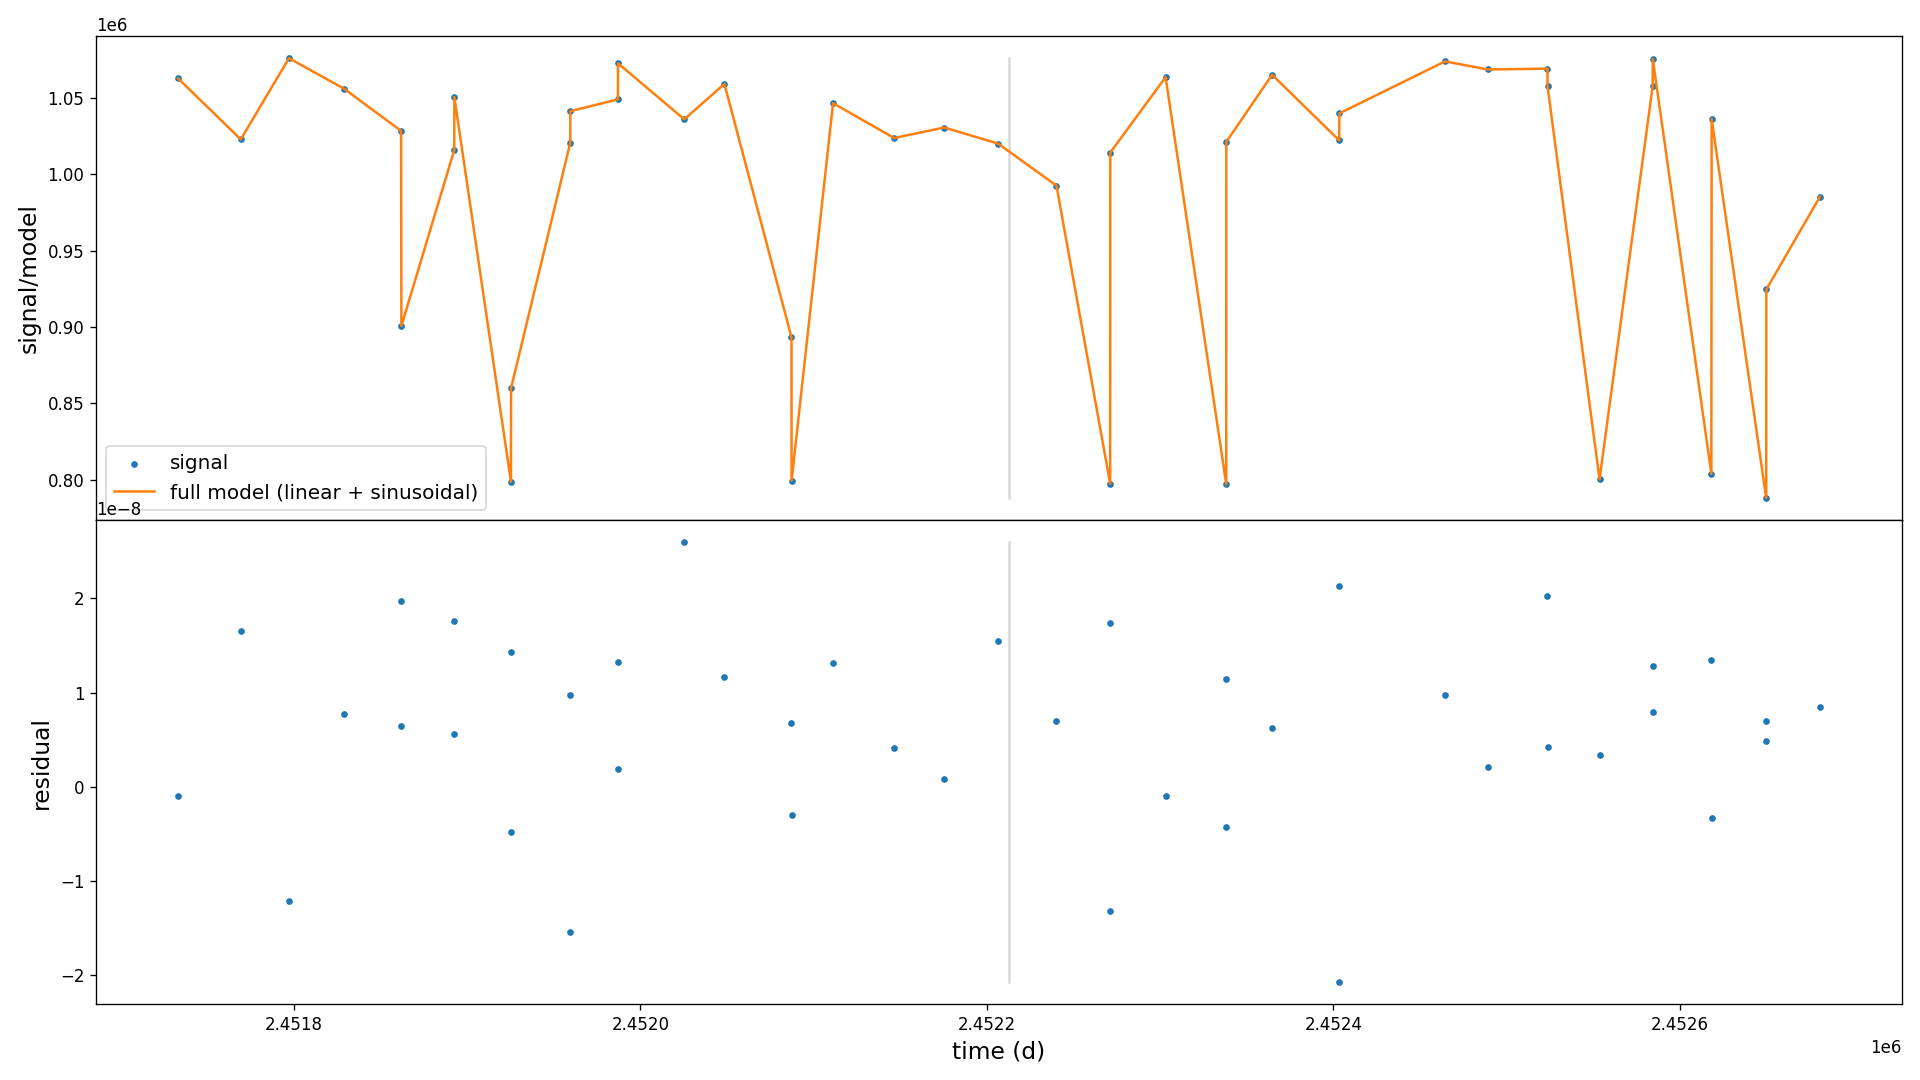 1e6
signal/model
1.05
1.00
0.95
0.90
0.85
0.80
signal
full model (linear + sinusoidal)
1e−8
residual
2
1
0
−1
−2
2.4518
2.4520
2.4522
2.4524
2.4526
time (d)
1e6